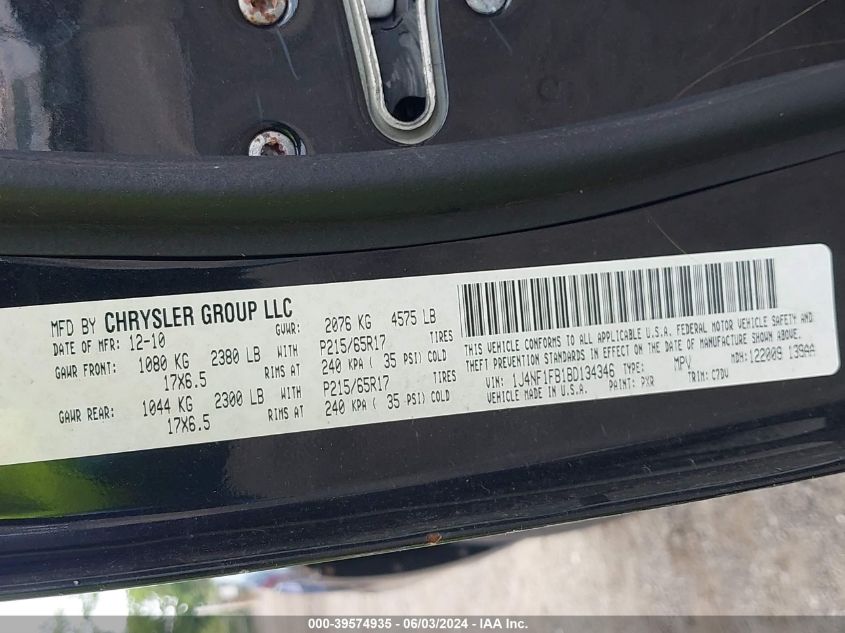 MFD BY CHRYSLER GROUP LLC
DATE OF MFR: 12-10 GVWR: 2076 KG 4575 LB
GAWR FRONT: 1080 KG 2380 LB WITH P215/65R17 TIRES
17X6.5 RIMS AT 240 KPA ( 35 PSI) COLD
GAWR REAR: 1044 KG 2300 LB WITH P215/65R17 TIRES
17X6.5 RIMS AT 240 KPA ( 35 PSI) COLD
THIS VEHICLE CONFORMS TO ALL APPLICABLE U.S.A. FEDERAL MOTOR VEHICLE SAFETY AND
THEFT PREVENTION STANDARDS IN EFFECT ON THE DATE OF MANUFACTURE SHOWN ABOVE.
VIN: 1J4NF1FB1BD134346 TYPE: MPV MDH: 122009 139AA
VEHICLE MADE IN U.S.A. PAINT: PXR TRIM: C7DV
000-39574935 - 06/03/2024 - IAA Inc.